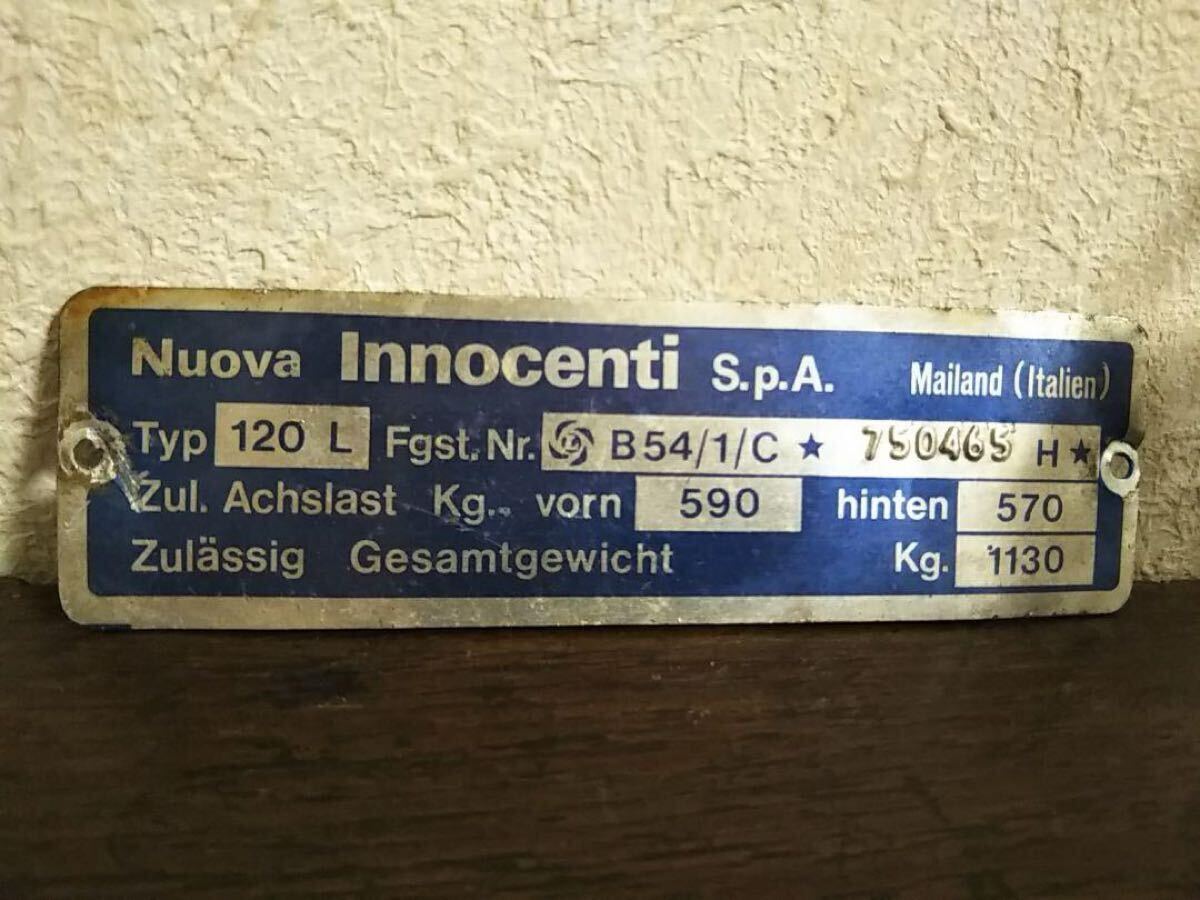 Nuova Innocenti S.p.A. Mailand (Italien)
Typ 120 L Fgst. Nr. B54/1/C ★ 750465 H ★
Zul. Achslast Kg. vorn 590 hinten 570
Zulässig Gesamtgewicht Kg. 1130